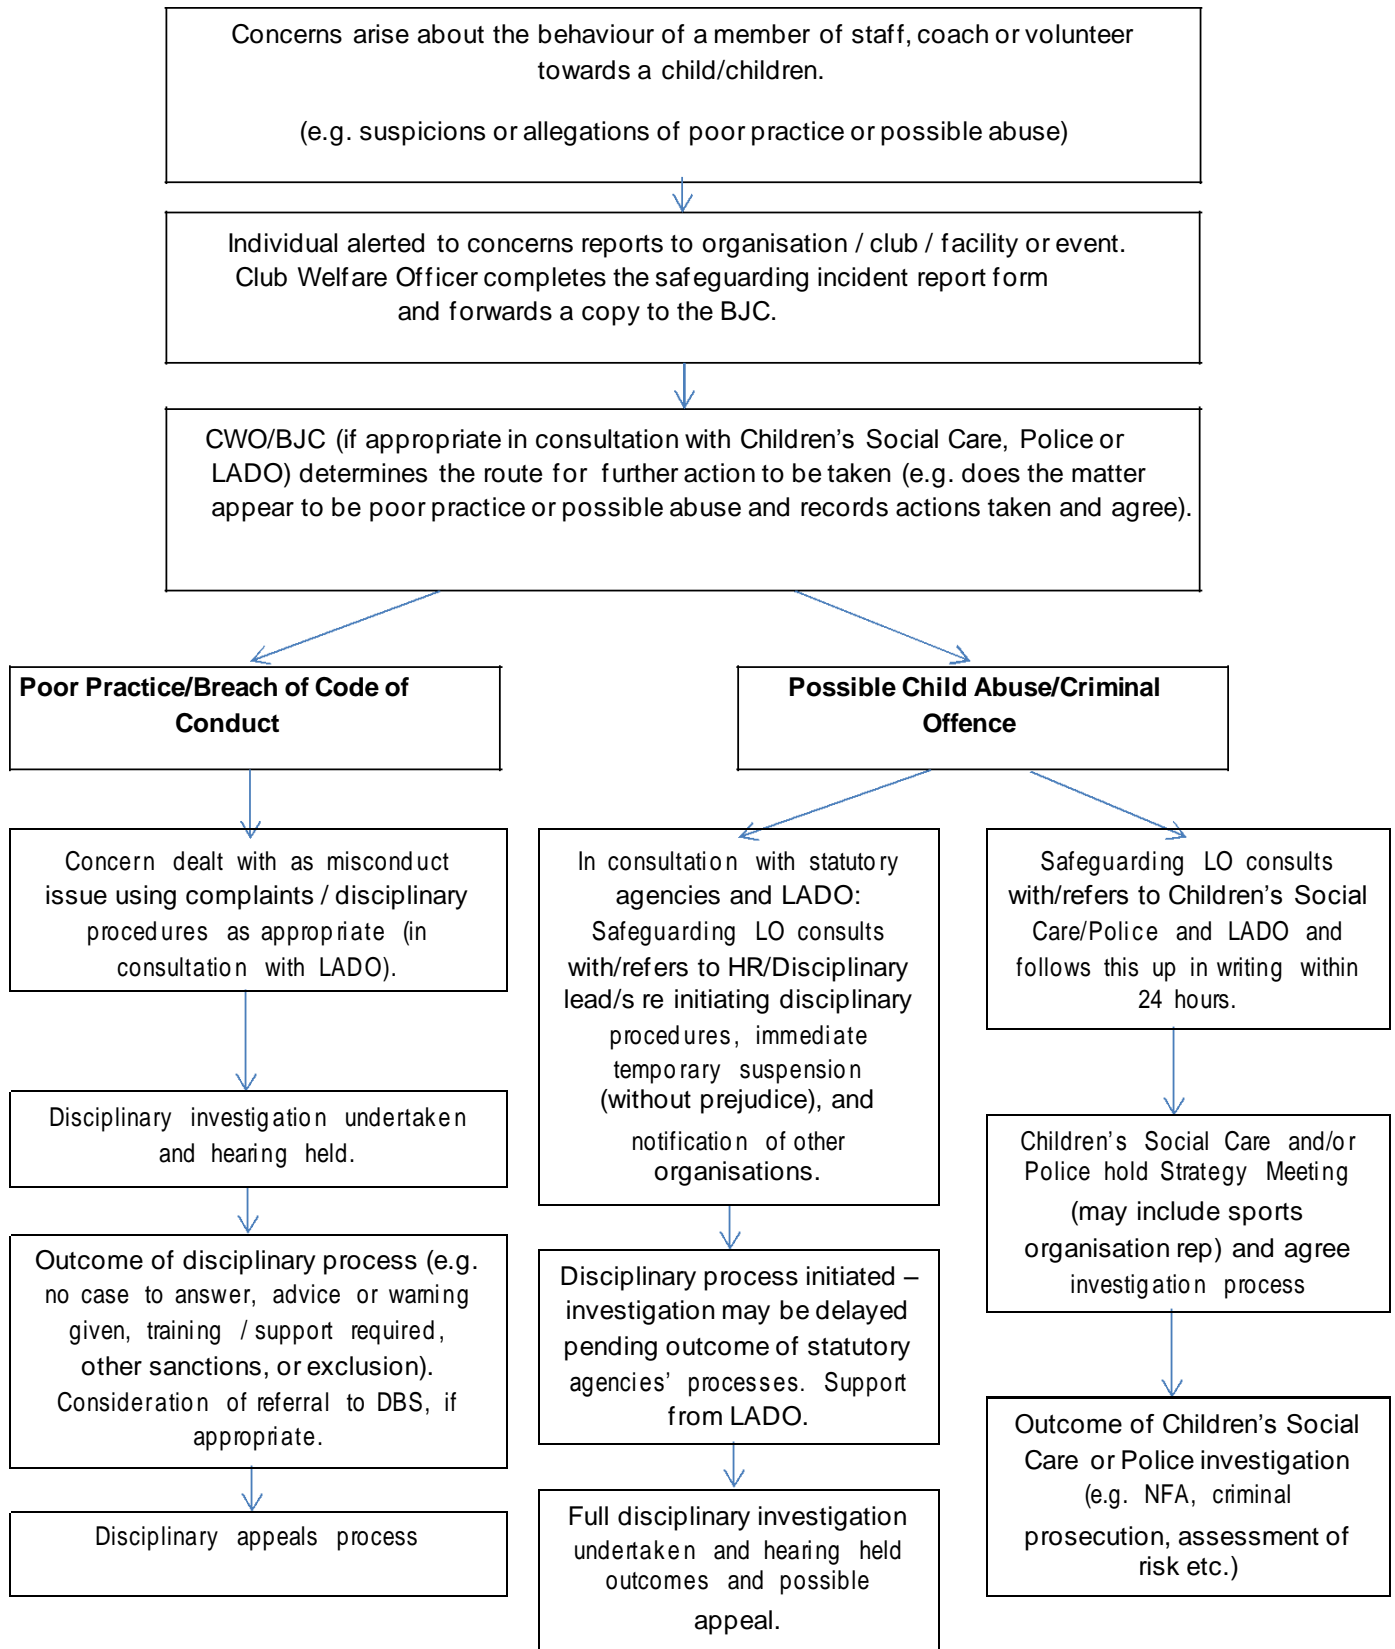 Concerns arise about the behaviour of a member of staff, coach or volunteer
towards a child/children.
(e.g. suspicions or allegations of poor practice or possible abuse)
Individual alerted to concerns reports to organisation / club / facility or event.
Club Welfare Officer completes the safeguarding incident report form
and forwards a copy to the BJC.
CWO/BJC (if appropriate in consultation with Children's Social Care, Police or
LADO) determines the route for further action to be taken (e.g. does the matter
appear to be poor practice or possible abuse and records actions taken and agree).
Poor Practice/Breach of Code of
Conduct
Concern dealt with as misconduct
issue using complaints / disciplinary
procedures as appropriate (in
consultation with LADO).
Disciplinary investigation undertaken
and hearing held.
Outcome of disciplinary process (e.g.
no case to answer, advice or warning
given, training / support required,
other sanctions, or exclusion).
Consideration of referral to DBS, if
appropriate.
Disciplinary appeals process
Possible Child Abuse/Criminal
Offence
In consultation with statutory
agencies and LADO:
Safeguarding LO consults
with/refers to HR/Disciplinary
lead/s re initiating disciplinary
procedures, immediate
temporary suspension
(without prejudice), and
notification of other
organisations.
Disciplinary process initiated –
investigation may be delayed
pending outcome of statutory
agencies' processes. Support
from LADO.
Full disciplinary investigation
undertaken and hearing held
outcomes and possible
appeal.
Safeguarding LO consults
with/refers to Children's Social
Care/Police and LADO and
follows this up in writing within
24 hours.
Children's Social Care and/or
Police hold Strategy Meeting
(may include sports
organisation rep) and agree
investigation process
Outcome of Children's Social
Care or Police investigation
(e.g. NFA, criminal
prosecution, assessment of
risk etc.)